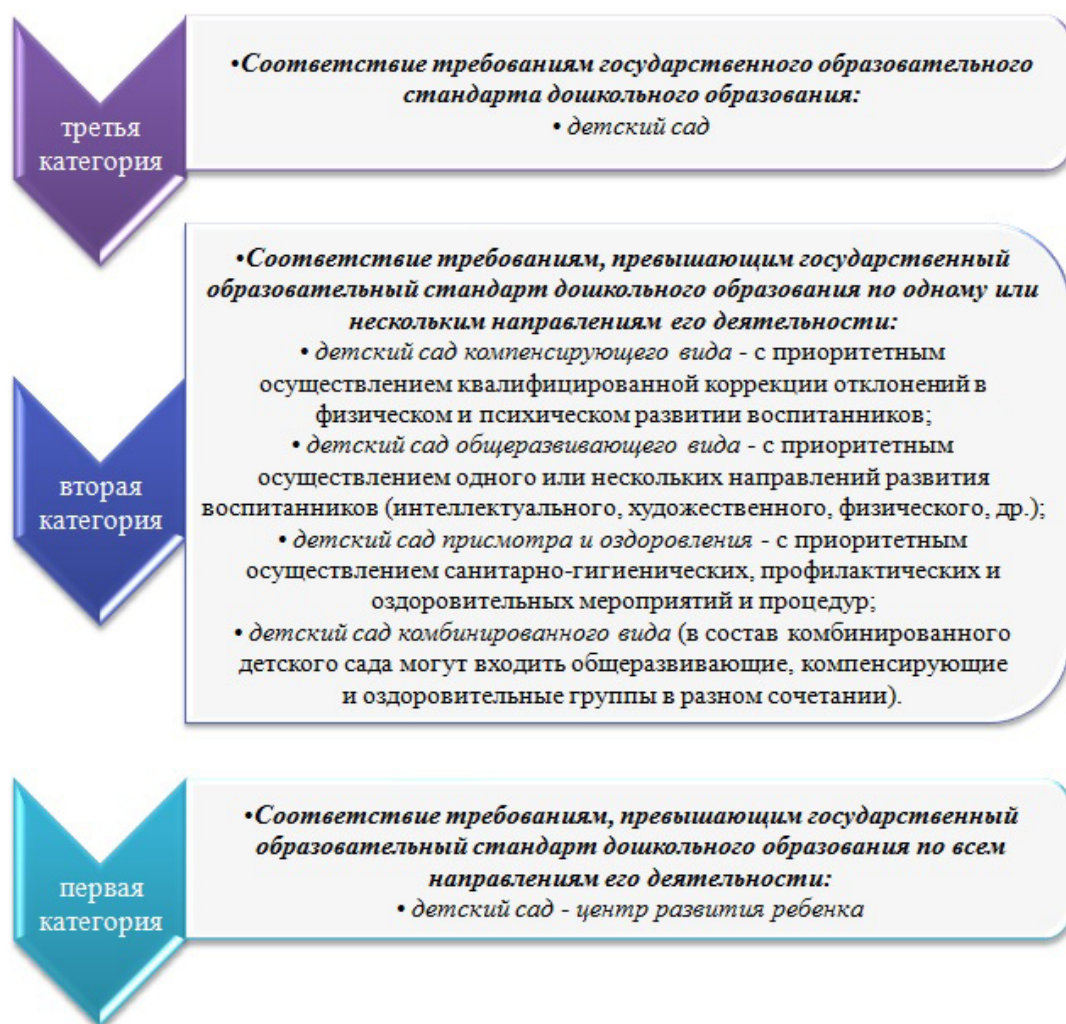 третья
категория
•Соответствие требованиям государственного образовательного
стандарта дошкольного образования:
• детский сад
вторая
категория
•Соответствие требованиям, превышающим государственный
образовательный стандарт дошкольного образования по одному или
нескольким направлениям его деятельности:
• детский сад компенсирующего вида - с приоритетным
осуществлением квалифицированной коррекции отклонений в
физическом и психическом развитии воспитанников;
• детский сад общеразвивающего вида - с приоритетным
осуществлением одного или нескольких направлений развития
воспитанников (интеллектуального, художественного, физического, др.);
• детский сад присмотра и оздоровления - с приоритетным
осуществлением санитарно-гигиенических, профилактических и
оздоровительных мероприятий и процедур;
• детский сад комбинированного вида (в состав комбинированного
детского сада могут входить общеразвивающие, компенсирующие
и оздоровительные группы в разном сочетании).
первая
категория
•Соответствие требованиям, превышающим государственный
образовательный стандарт дошкольного образования по всем
направлениям его деятельности:
• детский сад - центр развития ребенка